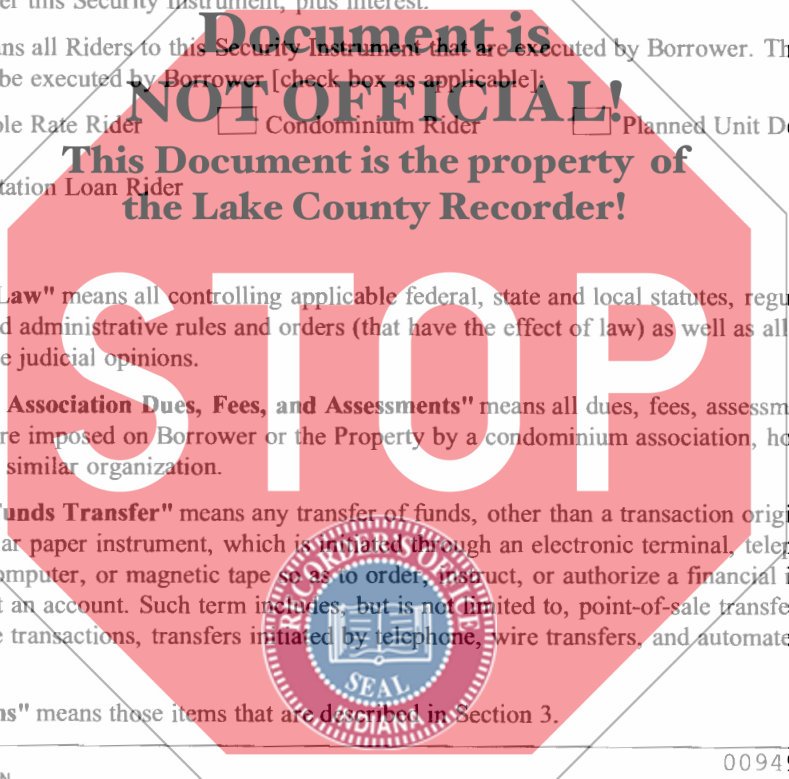 er this Security Instrument, plus interest.
Document is
ns all Riders to this Security Instrument that are executed by Borrower. Th
be executed by Borrower [check box as applicable]:
NOT OFFICIAL!
ble Rate Rider Condominium Rider Planned Unit De
This Document is the property of
tation Loan Rider
the Lake County Recorder!
Law" means all controlling applicable federal, state and local statutes, regu
d administrative rules and orders (that have the effect of law) as well as all
e judicial opinions.
STOP
Association Dues, Fees, and Assessments" means all dues, fees, assessm
re imposed on Borrower or the Property by a condominium association, ho
similar organization.
unds Transfer" means any transfer of funds, other than a transaction origi
ar paper instrument, which is initiated through an electronic terminal, telep
omputer, or magnetic tape so as to order, instruct, or authorize a financial i
t an account. Such term includes, but is not limited to, point-of-sale transfe
e transactions, transfers initiated by telephone, wire transfers, and automate
SEAL
INDIANA
ns" means those items that are described in Section 3.
0094